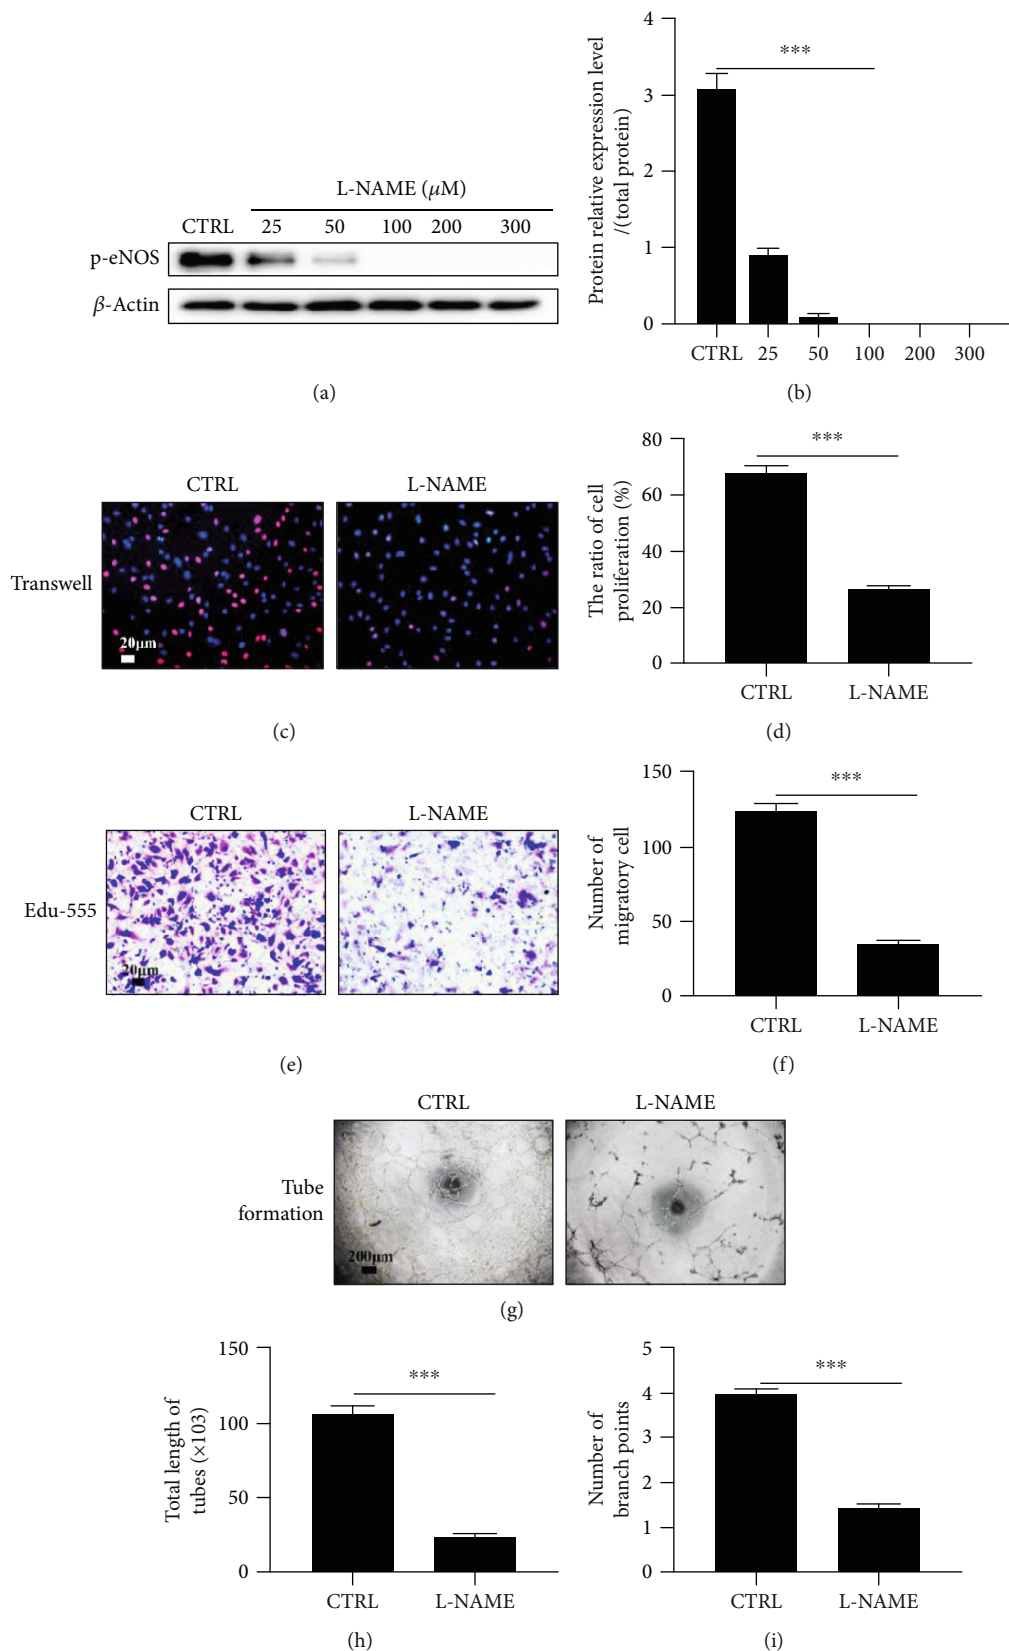 L-NAME (μM)
CTRL 25 50 100 200 300
p-eNOS
β-Actin
(a)
Protein relative expression level
/(total protein)
4
3
2
1
0
***
CTRL 25 50 100 200 300
(b)
CTRL L-NAME
Transwell
20μm
(c)
The ratio of cell
proliferation (%)
80
60
40
20
0
***
CTRL L-NAME
(d)
CTRL L-NAME
Edu-555
20μm
(e)
Number of
migratory cell
150
100
50
0
***
CTRL L-NAME
(f)
CTRL L-NAME
Tube
formation
200μm
(g)
Total length of
tubes (×103)
150
100
50
0
***
CTRL L-NAME
(h)
Number of
branch points
5
4
3
2
1
0
***
CTRL L-NAME
(i)